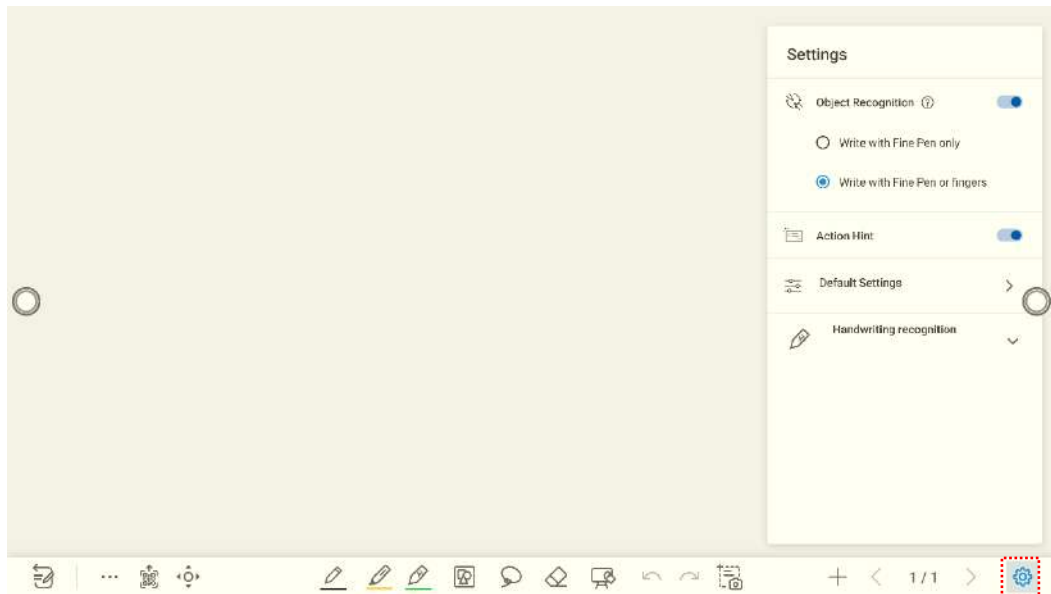 Settings
Object Recognition ?
Write with Fine Pen only
Write with Fine Pen or fingers
Action Hint
Default Settings
Handwriting recognition
1/1